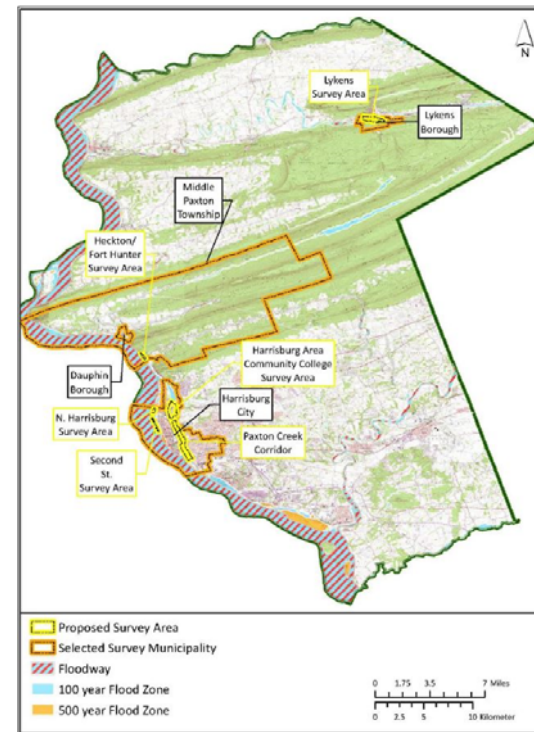 N
Lykens
Survey Area
Lykens
Borough
Middle
Paxton
Township
Heckton/
Fort Hunter
Survey Area
Harrisburg Area
Community College
Survey Area
Dauphin
Borough
Harrisburg
City
N. Harrisburg
Survey Area
Paxton Creek
Corridor
Second
St.
Survey Area
Proposed Survey Area
Selected Survey Municipality
Floodway
100 year Flood Zone
500 year Flood Zone
0 1.75 3.5 7 Miles
0 2.5 5 10 Kilometer